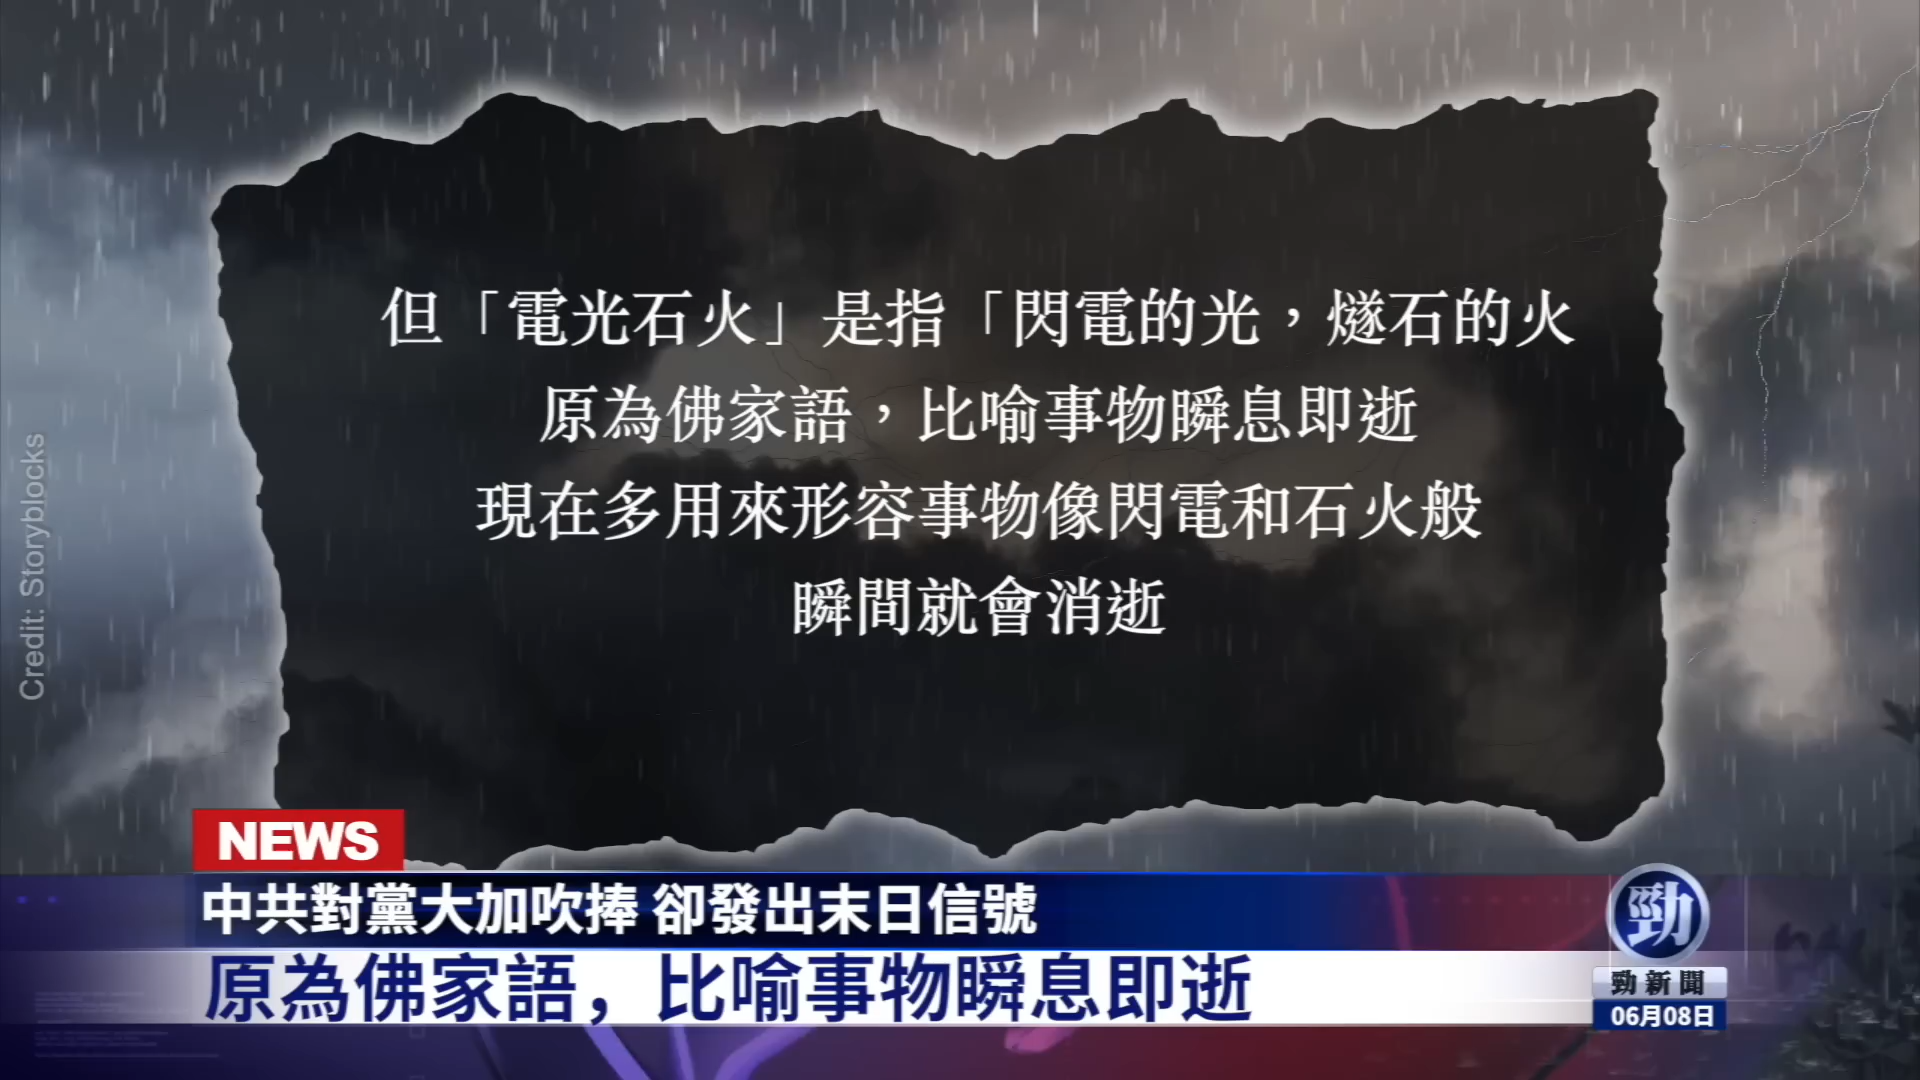 但「電光石火」是指「閃電的光，燧石的火
原為佛家語，比喻事物瞬息即逝
現在多用來形容事物像閃電和石火般
瞬間就會消逝
Credit: Storyblocks
NEWS
中共對黨大加吹捧 卻發出末日信號
原為佛家語，比喻事物瞬息即逝
勁
勁新聞
06月08日